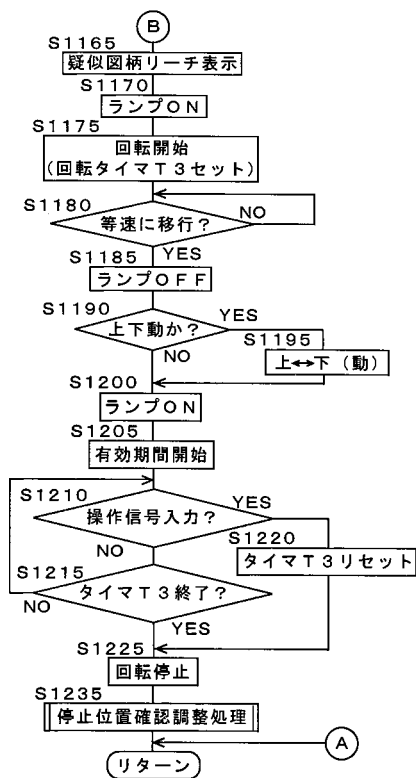 B
S1165
疑似図柄リーチ表示
S1170
ランプON
S1175
回転開始
(回転タイマT3セット)
S1180
等速に移行?
NO
YES
S1185
ランプOFF
S1190
上下動か?
YES
NO
S1195
上↔下(動)
S1200
ランプON
S1205
有効期間開始
S1210
操作信号入力?
YES
NO
S1220
タイマT3リセット
S1215
タイマT3終了?
NO
YES
S1225
回転停止
S1235
停止位置確認調整処理
A
リターン